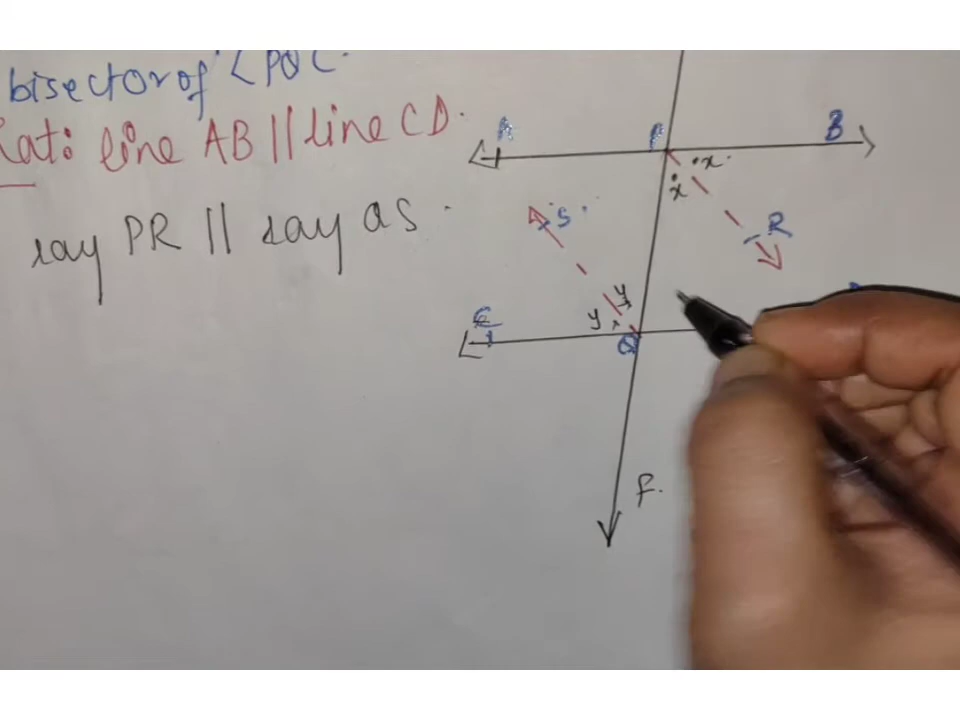 bisector of ∠PQC.
that: line AB || line CD.
ray PR || ray QS.
A P B
x
x
S R
y
y
C
Q
F.